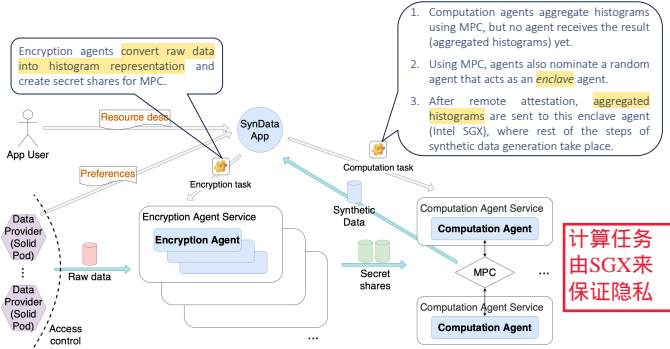 Encryption agents convert raw data
into histogram representation and
create secret shares for MPC.
1. Computation agents aggregate histograms
using MPC, but no agent receives the result
(aggregated histograms) yet.
2. Using MPC, agents also nominate a random
agent that acts as an enclave agent.
3. After remote attestation, aggregated
histograms are sent to this enclave agent
(Intel SGX), where rest of the steps of
synthetic data generation take place.
App User
Resource desc
SynData
App
Preferences
Encryption task
Computation task
Data
Provider
(Solid
Pod)
...
Data
Provider
(Solid
Pod)
Access
control
Raw data
Encryption Agent Service
Encryption Agent
...
Synthetic
Data
Secret
shares
Computation Agent Service
Computation Agent
MPC
...
Computation Agent Service
Computation Agent
计算任务
由SGX来
保证隐私